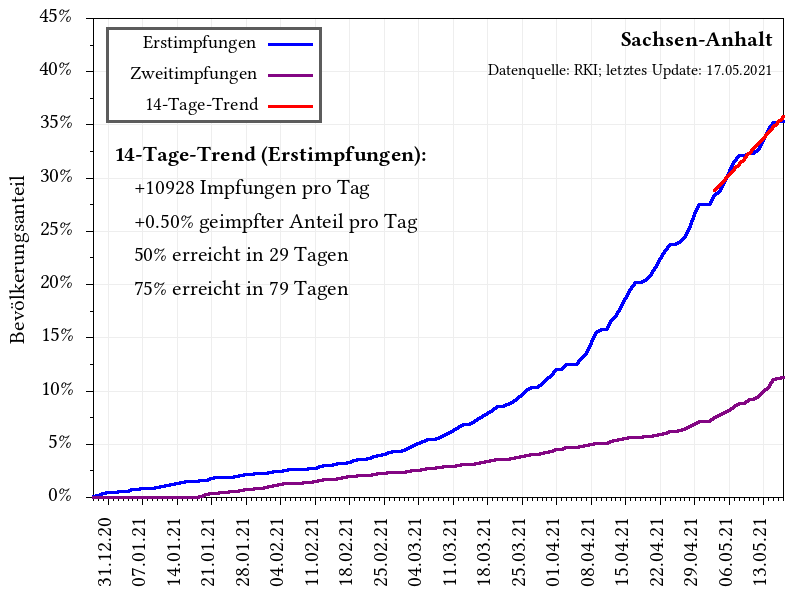 45%
40%
35%
30%
25%
20%
15%
10%
5%
0%
Bevölkerungsanteil
Erstimpfungen
Zweitimpfungen
14-Tage-Trend
Sachsen-Anhalt
Datenquelle: RKI; letztes Update: 17.05.2021
14-Tage-Trend (Erstimpfungen):
+10928 Impfungen pro Tag
+0.50% geimpfter Anteil pro Tag
50% erreicht in 29 Tagen
75% erreicht in 79 Tagen
31.12.20
07.01.21
14.01.21
21.01.21
28.01.21
04.02.21
11.02.21
18.02.21
25.02.21
04.03.21
11.03.21
18.03.21
25.03.21
01.04.21
08.04.21
15.04.21
22.04.21
29.04.21
06.05.21
13.05.21